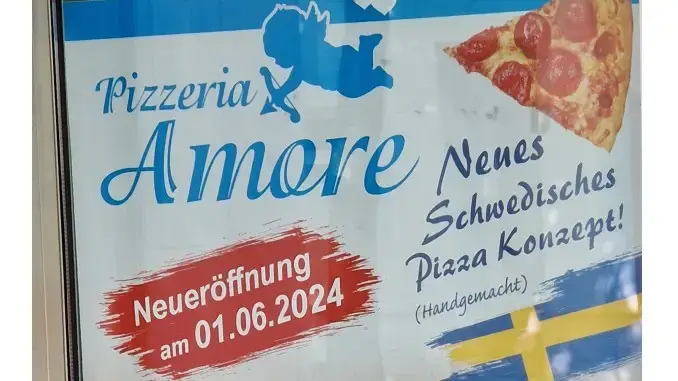 Pizzeria
Amore
Neues
Schwedisches
Pizza Konzept!
(Handgemacht)
Neueröffnung
am 01.06.2024